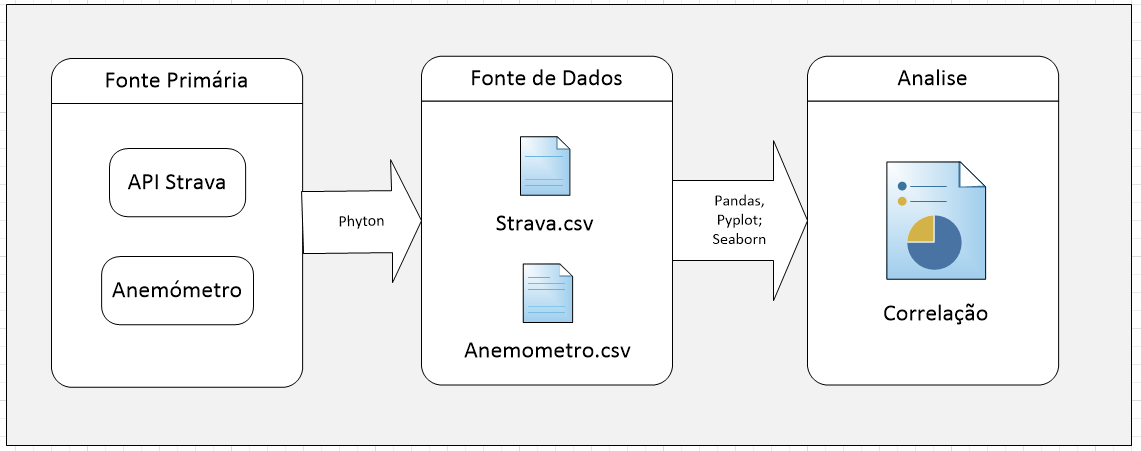 Fonte Primária
API Strava
Anemómetro
Phyton
Fonte de Dados
Strava.csv
Anemometro.csv
Pandas,
Pyplot;
Seaborn
Analise
Correlação